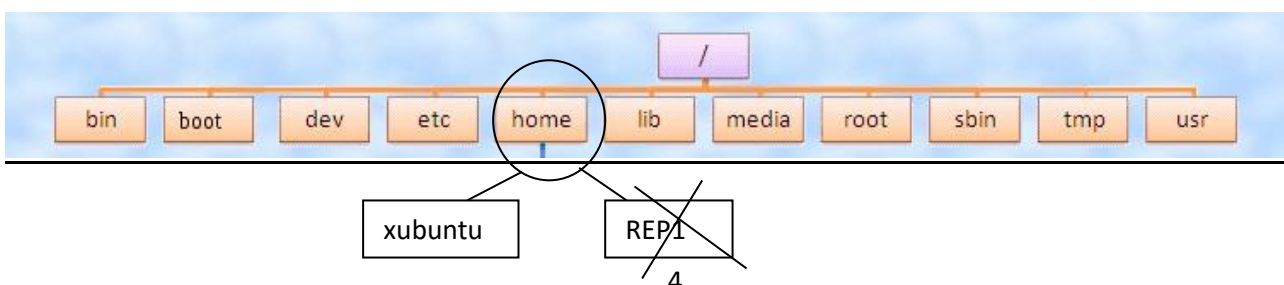 /
bin boot dev etc home lib media root sbin tmp usr
xubuntu REP1
4